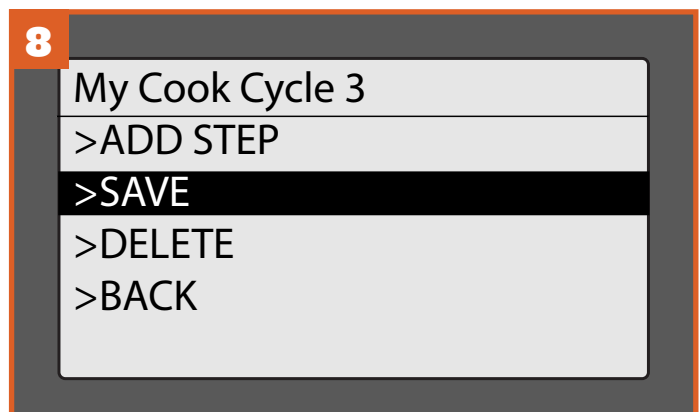 8
My Cook Cycle 3
>ADD STEP
>SAVE
>DELETE
>BACK